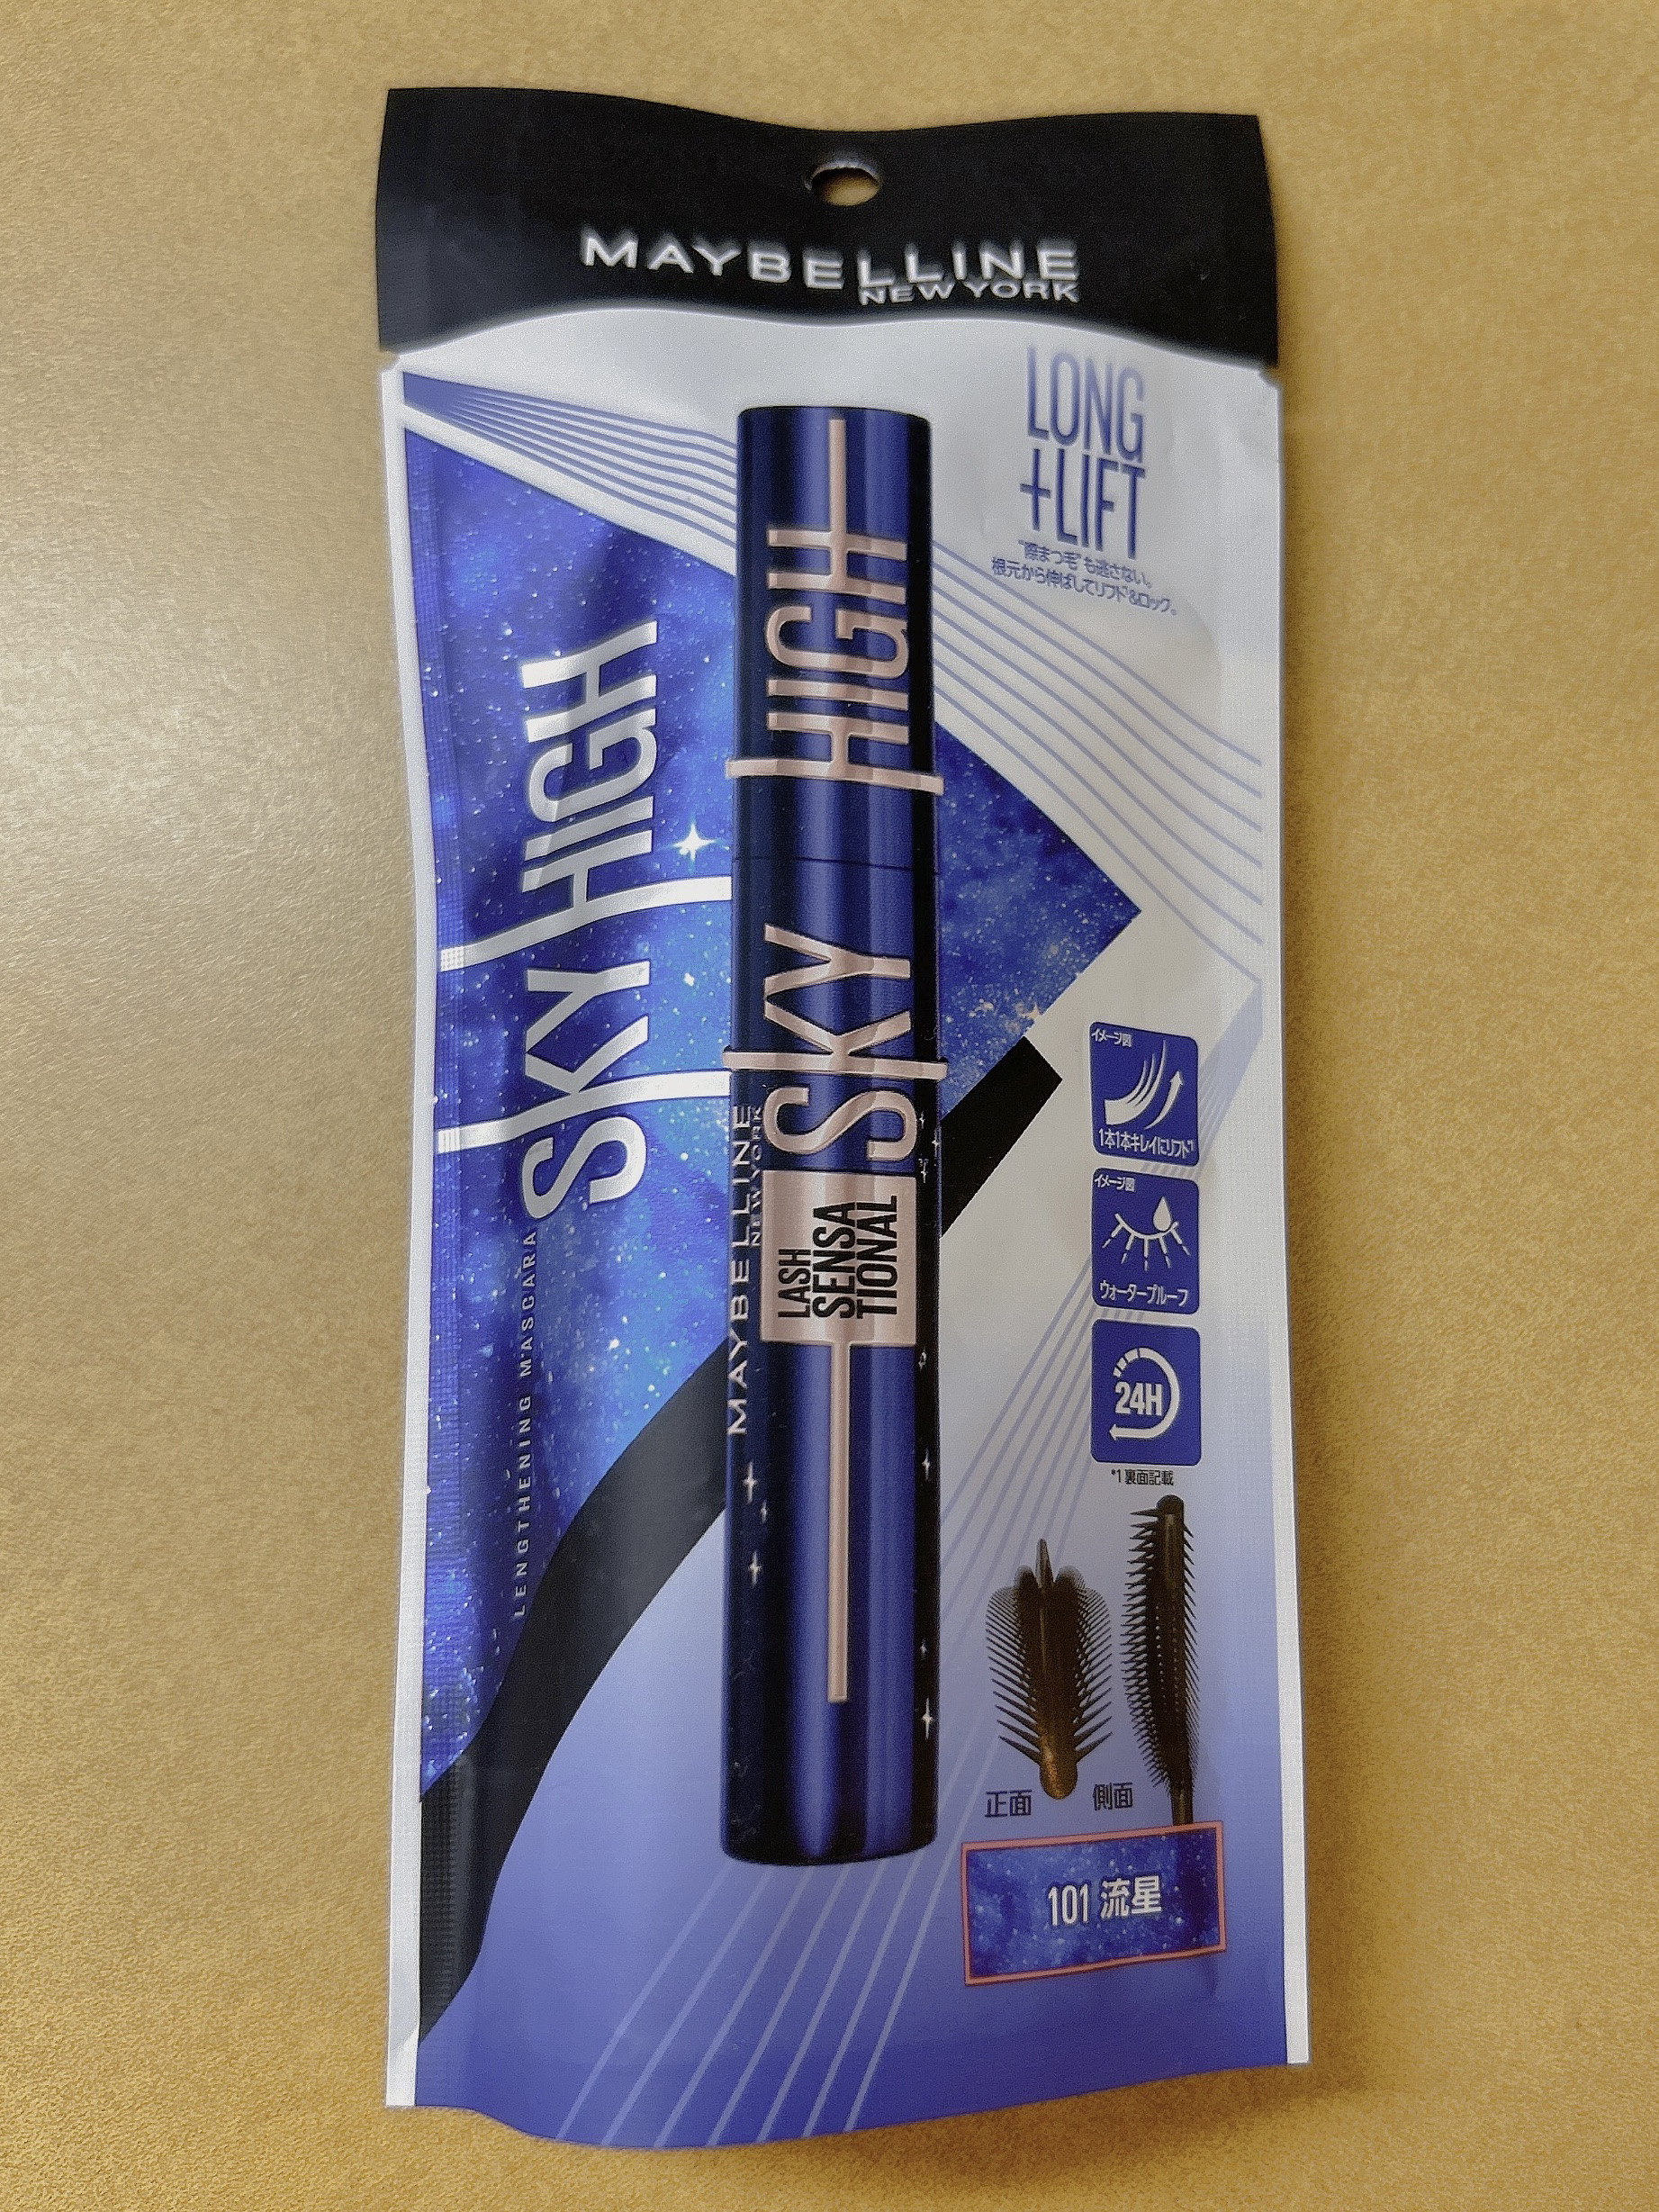 MAYBELLINE
NEW YORK
LONG
+LIFT
"際まつ毛"も逃さない。
根元から伸ばしてリフト*1&ロック。
SKY HIGH
LENGTHENING MASCARA
SKY HIGH
LASH
SENSA
TIONAL
MAYBELLINE
NEW YORK
イメージ図
1本1本キレイにリフト*1
イメージ図
ウォータープルーフ
24H
*1 裏面記載
正面
側面
101 流星